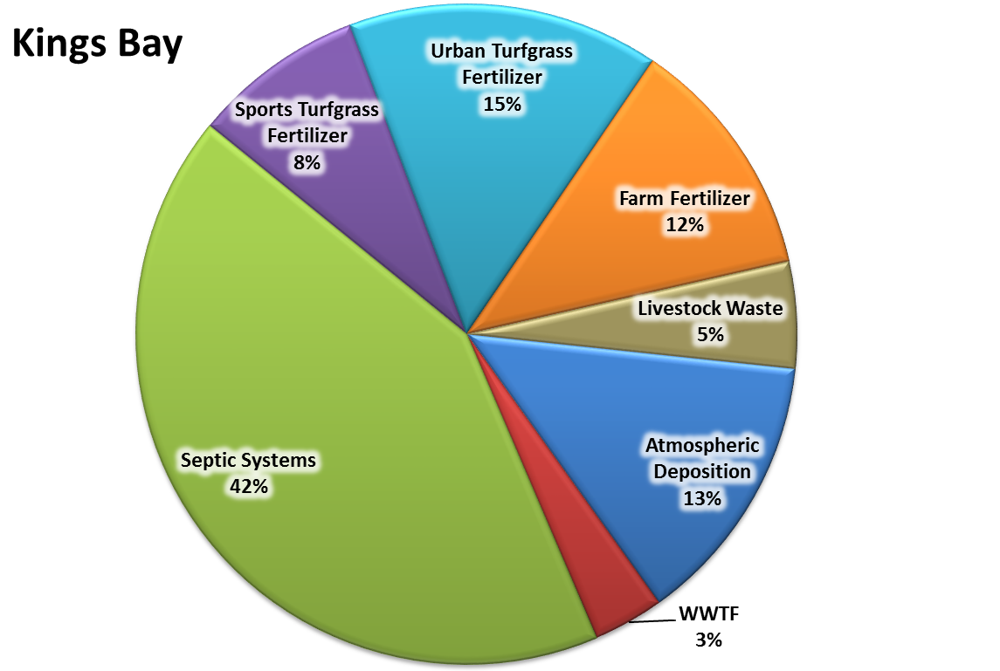 Kings Bay
Urban Turfgrass
Fertilizer
15%
Sports Turfgrass
Fertilizer
8%
Farm Fertilizer
12%
Livestock Waste
5%
Atmospheric
Deposition
13%
Septic Systems
42%
WWTF
3%